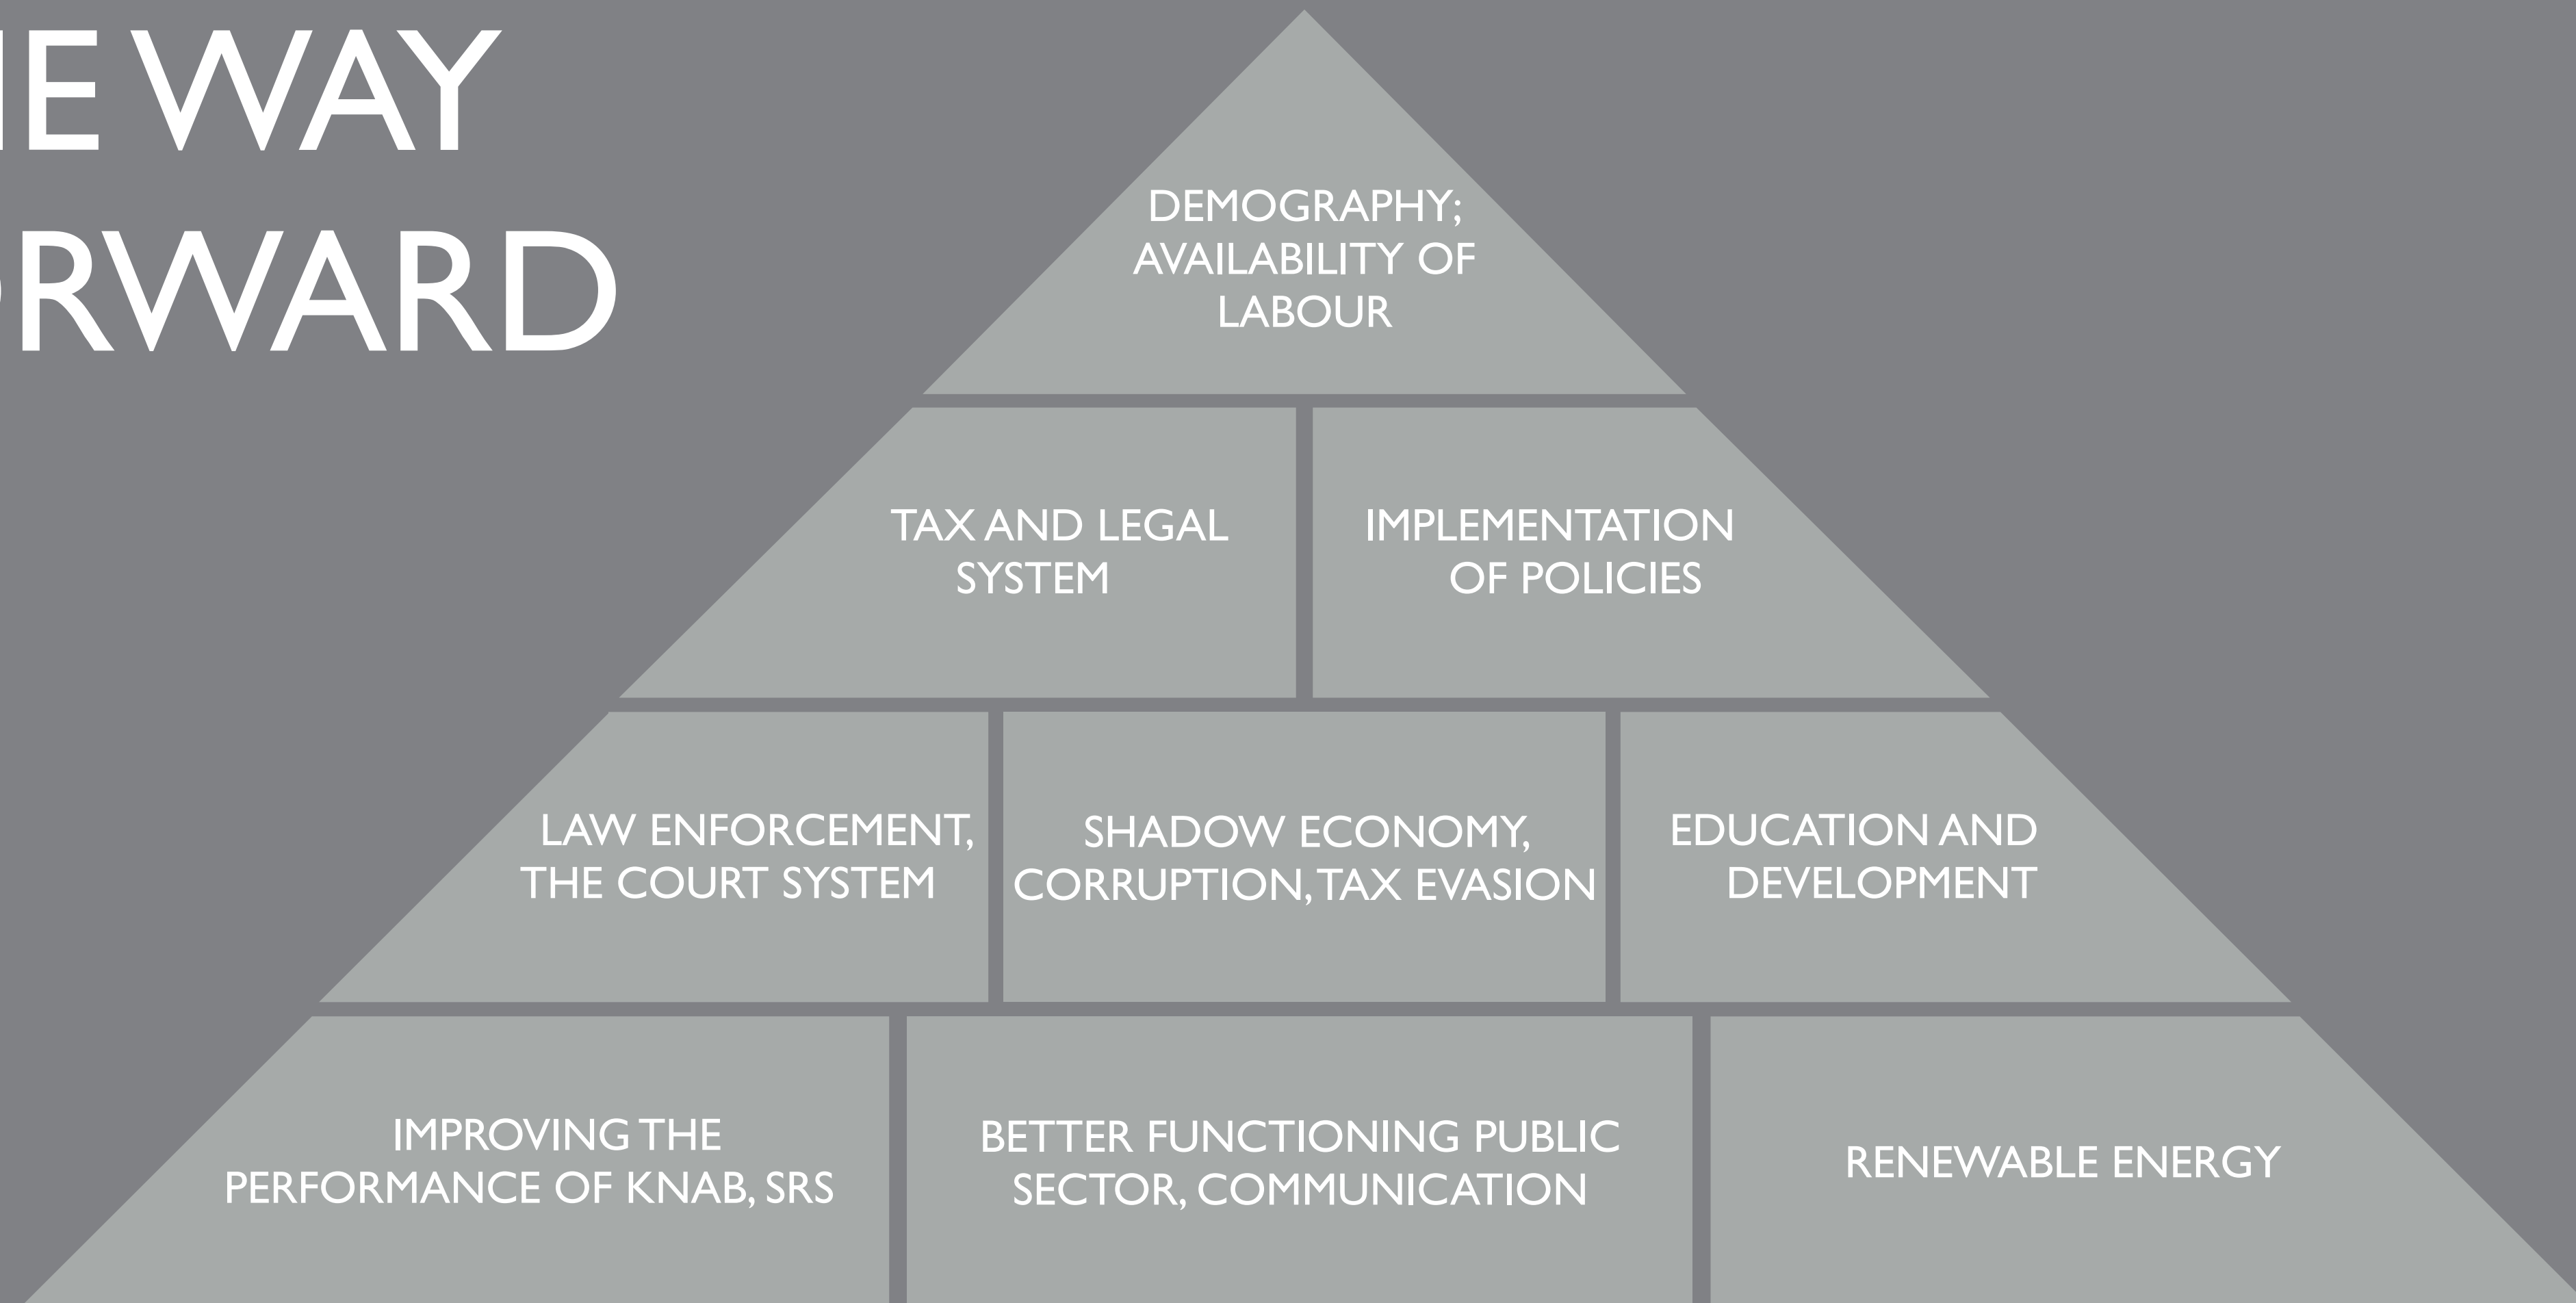 E WAY
RWARD
DEMOGRAPHY;
AVAILABILITY OF
LABOUR
TAX AND LEGAL
SYSTEM
IMPLEMENTATION
OF POLICIES
LAW ENFORCEMENT,
THE COURT SYSTEM
SHADOW ECONOMY,
CORRUPTION, TAX EVASION
EDUCATION AND
DEVELOPMENT
IMPROVING THE
PERFORMANCE OF KNAB, SRS
BETTER FUNCTIONING PUBLIC
SECTOR, COMMUNICATION
RENEWABLE ENERGY